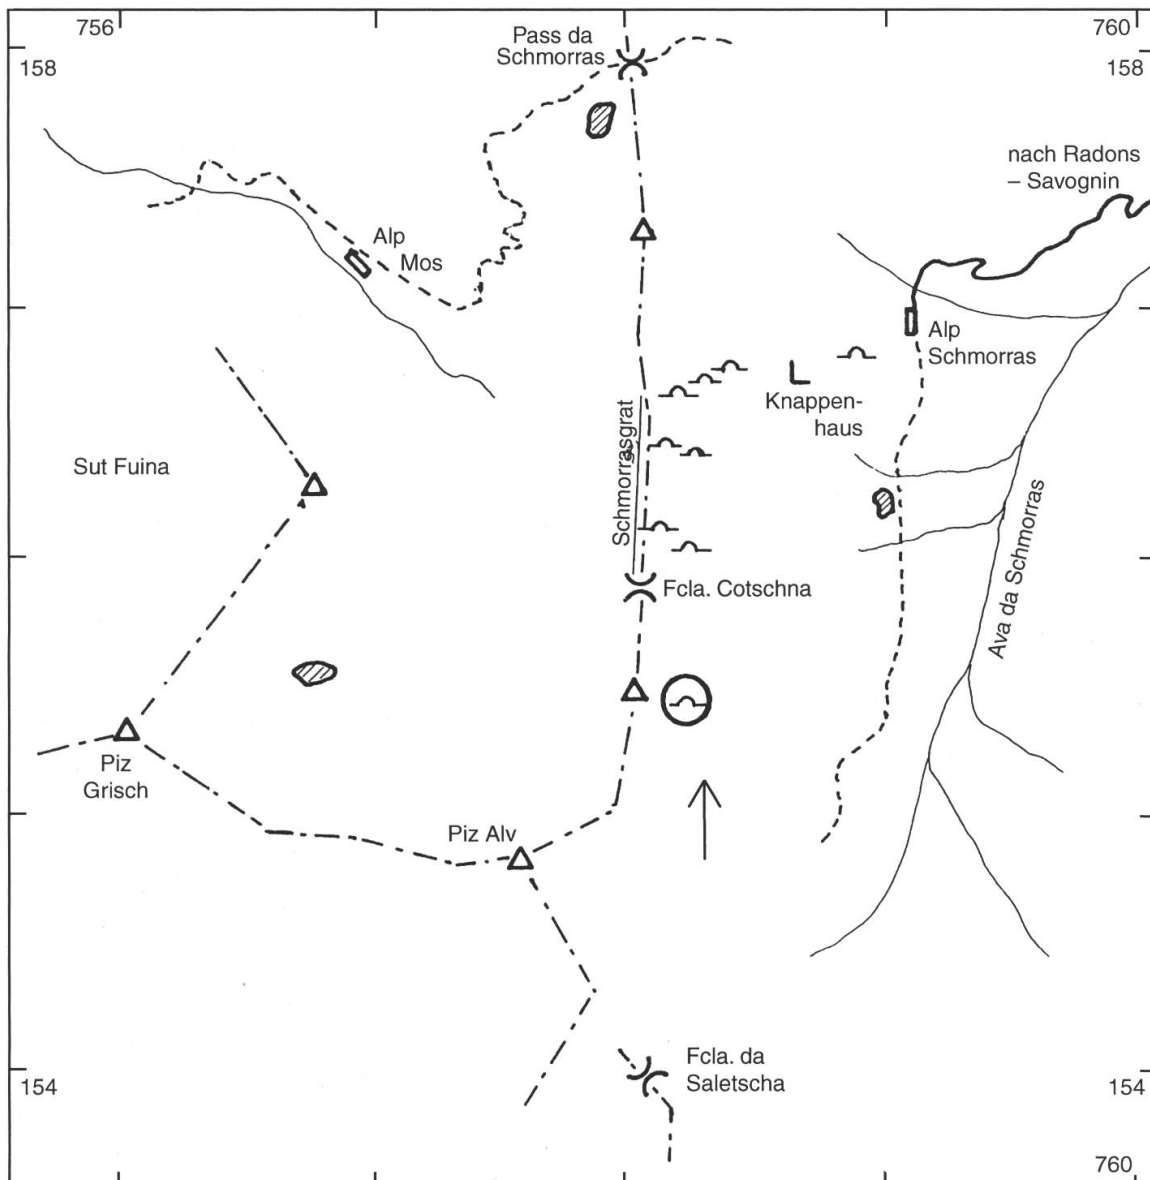 756
760
158
158
Pass da
Schmorras
nach Radons
– Savognin
Alp
Mos
Alp
Schmorras
Knappen-
haus
Schmorrasgrat
Sut Fuina
Ava da Schmorras
Fcla. Cotschna
Piz
Grisch
Piz Alv
Fcla. da
Saletscha
154
154
760